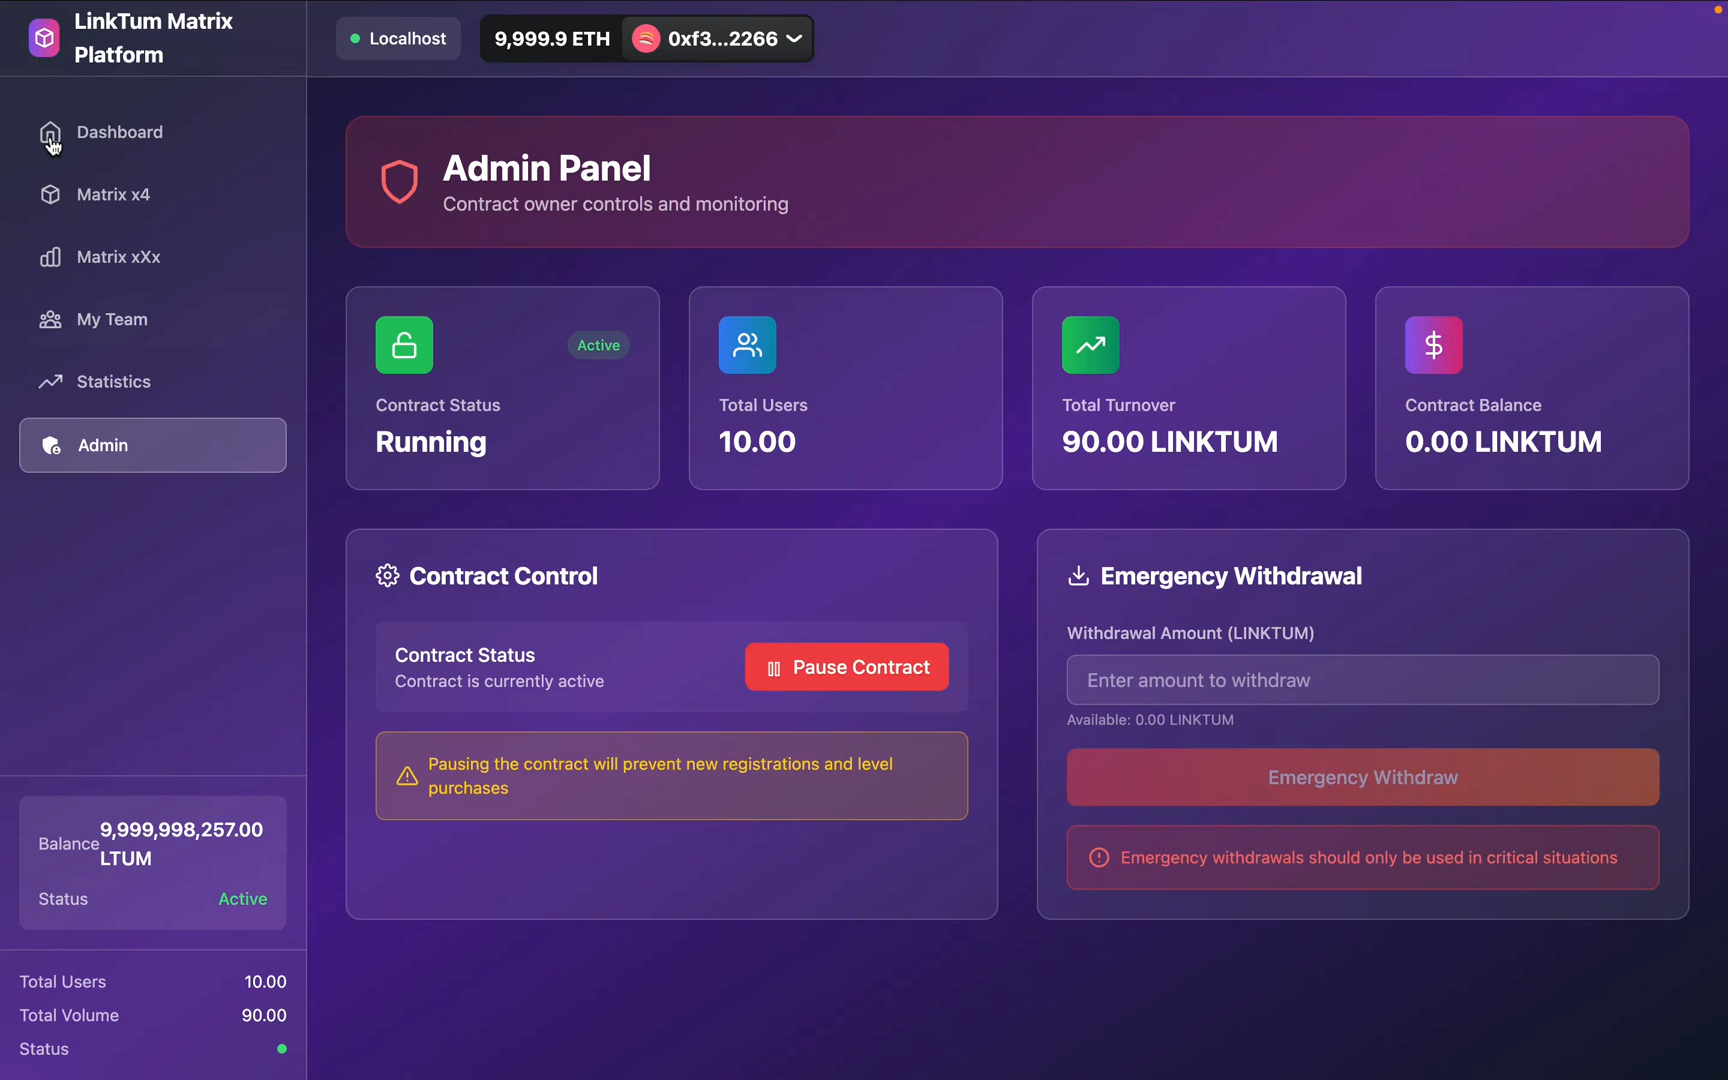 LinkTum Matrix
Platform
Localhost
9,999.9 ETH
0xf3...2266
Dashboard
Matrix x4
Matrix xXx
My Team
Statistics
Admin
Balance
9,999,998,257.00
LTUM
Status
Active
Total Users
10.00
Total Volume
90.00
Status
Admin Panel
Contract owner controls and monitoring
Active
Contract Status
Running
Total Users
10.00
Total Turnover
90.00 LINKTUM
Contract Balance
0.00 LINKTUM
Contract Control
Contract Status
Contract is currently active
Pause Contract
Pausing the contract will prevent new registrations and level
purchases
Emergency Withdrawal
Withdrawal Amount (LINKTUM)
Enter amount to withdraw
Available: 0.00 LINKTUM
Emergency Withdraw
Emergency withdrawals should only be used in critical situations